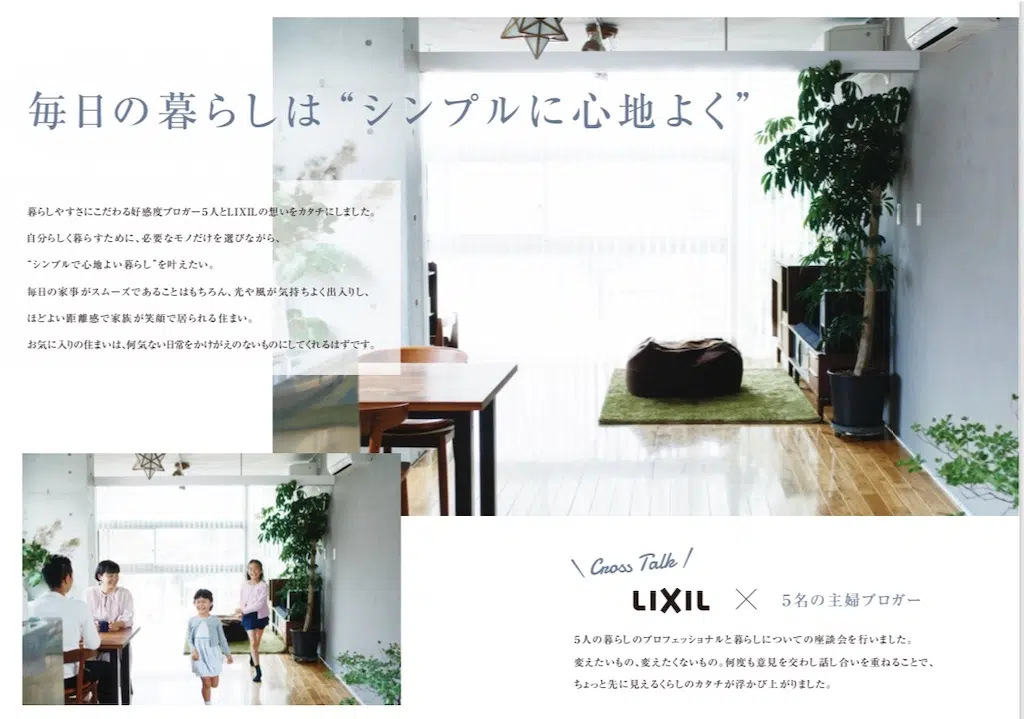 毎日の暮らしは“シンプルに心地よく”
暮らしやすさにこだわる好感度ブロガー5人とLIXILの想いをカタチにしました。
自分らしく暮らすために、必要なモノだけを選びながら、
“シンプルで心地よい暮らし”を叶えたい。
毎日の家事がスムーズであることはもちろん、光や風が気持ちよく出入りし、
ほどよい距離感で家族が笑顔で居られる住まい。
お気に入りの住まいは、何気ない日常をかけがえのないものにしてくれるはずです。
\ Cross Talk /
LIXIL × 5名の主婦ブロガー
5人の暮らしのプロフェッショナルと暮らしについての座談会を行いました。
変えたいもの、変えたくないもの。何度も意見を交わし話し合いを重ねることで、
ちょっと先に見えるくらしのカタチが浮かび上がりました。